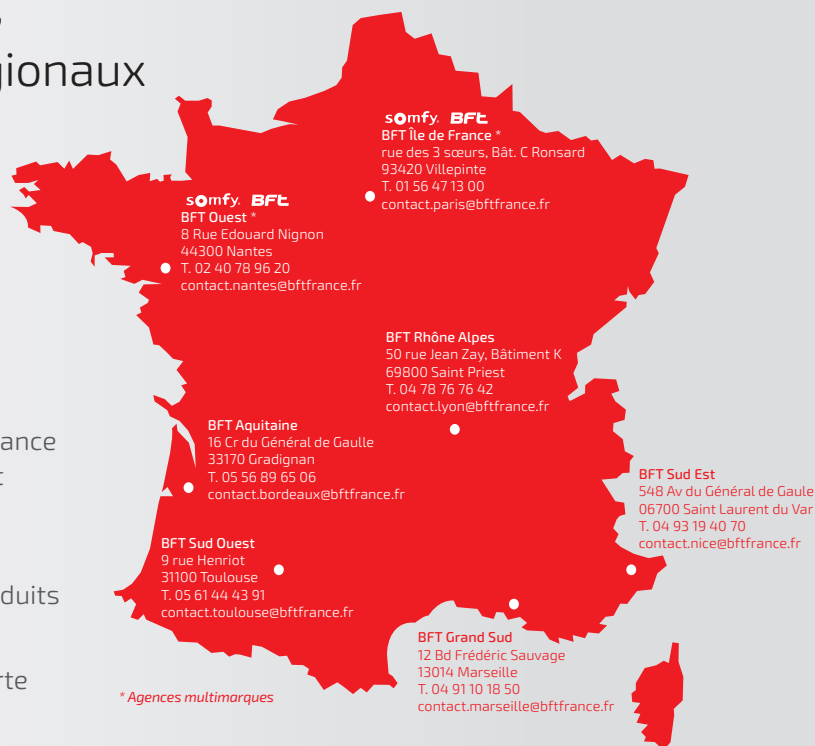 gionaux
somfy. BFt
BFT Île de France *
rue des 3 sœurs, Bât. C Ronsard
93420 Villepinte
T. 01 56 47 13 00
contact.paris@bftfrance.fr
somfy. BFt
BFT Ouest *
8 Rue Edouard Nignon
44300 Nantes
T. 02 40 78 96 20
contact.nantes@bftfrance.fr
BFT Rhône Alpes
50 rue Jean Zay, Bâtiment K
69800 Saint Priest
T. 04 78 76 76 42
contact.lyon@bftfrance.fr
BFT Aquitaine
16 Cr du Général de Gaulle
33170 Gradignan
T. 05 56 89 65 06
contact.bordeaux@bftfrance.fr
BFT Sud Est
548 Av du Général de Gaule
06700 Saint Laurent du Var
T. 04 93 19 40 70
contact.nice@bftfrance.fr
BFT Sud Ouest
9 rue Henriot
31100 Toulouse
T. 05 61 44 43 91
contact.toulouse@bftfrance.fr
BFT Grand Sud
12 Bd Frédéric Sauvage
13014 Marseille
T. 04 91 10 18 50
contact.marseille@bftfrance.fr
* Agences multimarques
ance
t
duits
rte